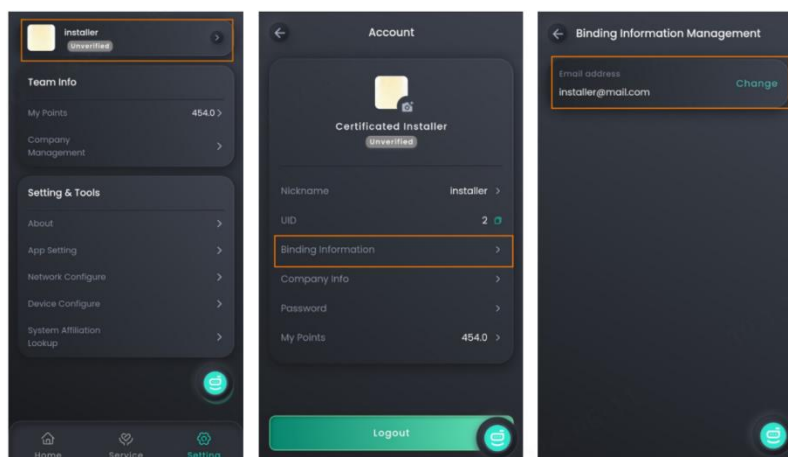 installer
Unverified
Team Info
My Points 454.0
Company
Management
Setting & Tools
About
App Setting
Network Configure
Device Configure
System Affiliation
Lookup
Home Service Setting
Account
Certificated Installer
Unverified
Nickname installer
UID 2
Binding Information
Company Info
Password
My Points 454.0
Logout
Binding Information Management
Email address
installer@mail.com
Change